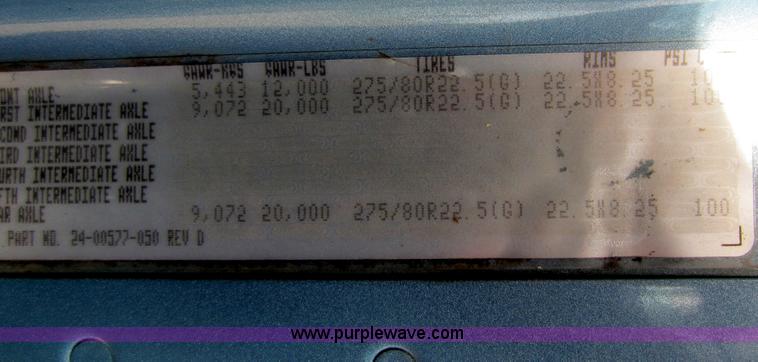 GAWR-KGS GAWR-LBS TIRES RIMS PSI C
ONT AXLE 5,443 12,000 275/80R22.5(G) 22.5X8.25 10
RST INTERMEDIATE AXLE 9,072 20,000 275/80R22.5(G) 22.5X8.25 10
COND INTERMEDIATE AXLE
IRD INTERMEDIATE AXLE
URTH INTERMEDIATE AXLE
FTH INTERMEDIATE AXLE
AR AXLE 9,072 20,000 275/80R22.5(G) 22.5X8.25 100
PART NO. 24-00577-050 REV D
www.purplewave.com